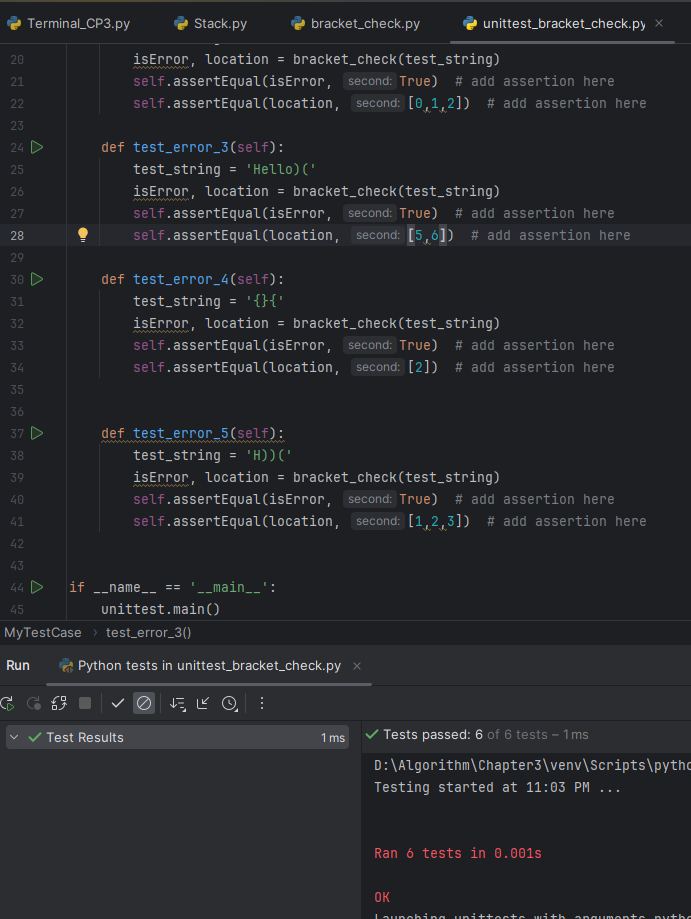 Terminal_CP3.py Stack.py bracket_check.py unittest_bracket_check.py ×
20 isError, location = bracket_check(test_string)
21 self.assertEqual(isError, second: True) # add assertion here
22 self.assertEqual(location, second: [0,1,2]) # add assertion here
23
24 def test_error_3(self):
25 test_string = 'Hello)('
26 isError, location = bracket_check(test_string)
27 self.assertEqual(isError, second: True) # add assertion here
28 self.assertEqual(location, second: [5,6]) # add assertion here
29
30 def test_error_4(self):
31 test_string = '{}{'
32 isError, location = bracket_check(test_string)
33 self.assertEqual(isError, second: True) # add assertion here
34 self.assertEqual(location, second: [2]) # add assertion here
35
36
37 def test_error_5(self):
38 test_string = 'H))('
39 isError, location = bracket_check(test_string)
40 self.assertEqual(isError, second: True) # add assertion here
41 self.assertEqual(location, second: [1,2,3]) # add assertion here
42
43
44 if __name__ == '__main__':
45 unittest.main()
MyTestCase › test_error_3()
Run Python tests in unittest_bracket_check.py ×
Test Results 1 ms
Tests passed: 6 of 6 tests – 1 ms
D:\Algorithm\Chapter3\venv\Scripts\pytho
Testing started at 11:03 PM ...
Ran 6 tests in 0.001s
OK
Launching unittests with arguments pytho